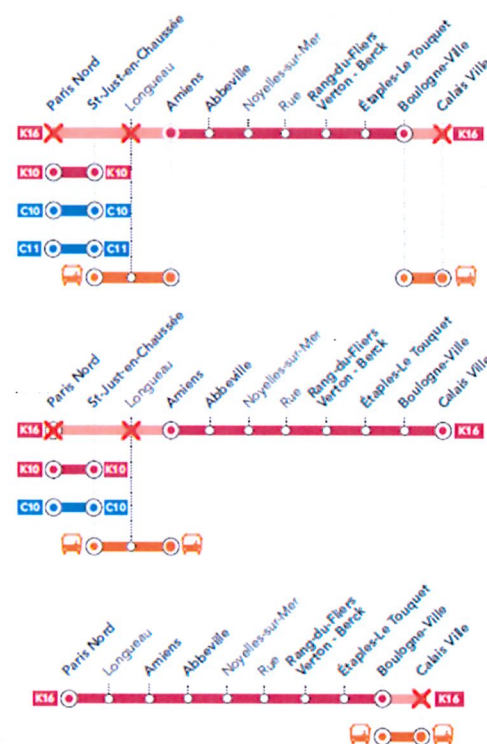 Paris Nord
St-Just-en-Chaussée
Longueau
Amiens
Abbeville
Noyelles-sur-Mer
Rue
Rang-du-Fliers
Verton - Berck
Étaples-Le Touquet
Boulogne-Ville
Calais Ville
K16 K16
K10 K10
C10 C10
C11 C11
Paris Nord
St-Just-en-Chaussée
Longueau
Amiens
Abbeville
Noyelles-sur-Mer
Rue
Rang-du-Fliers
Verton - Berck
Étaples-Le Touquet
Boulogne-Ville
Calais Ville
K16 K16
K10 K10
C10 C10
Paris Nord
Longueau
Amiens
Abbeville
Noyelles-sur-Mer
Rue
Rang-du-Fliers
Verton - Berck
Étaples-Le Touquet
Boulogne-Ville
Calais Ville
K16 K16